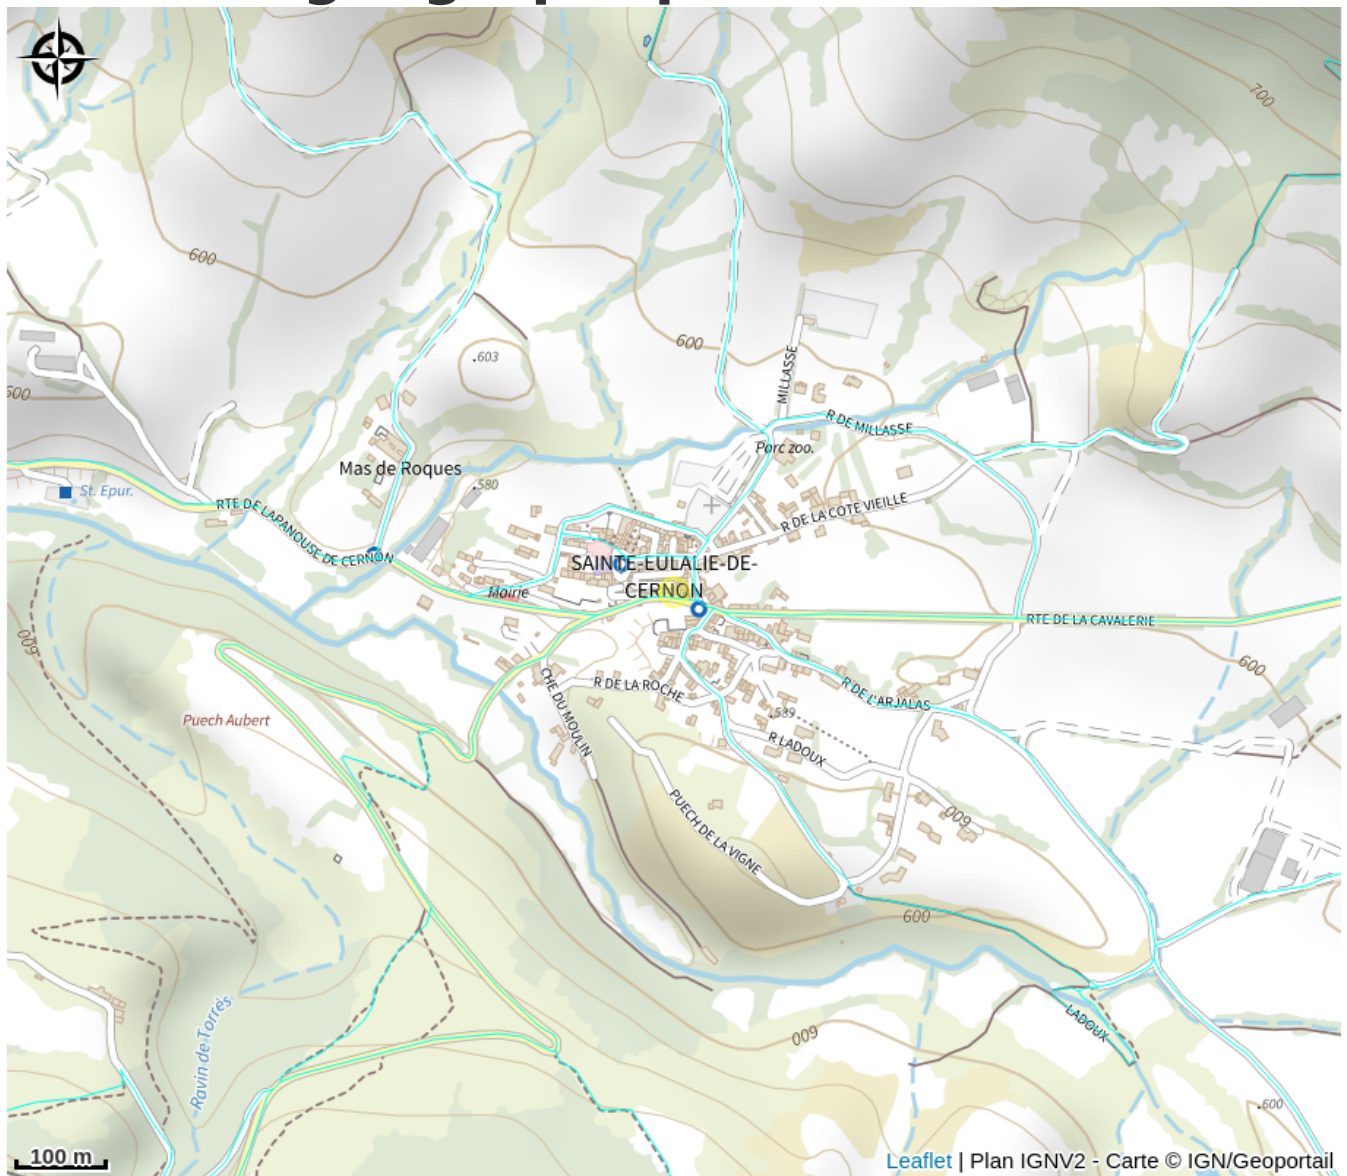 700
600
600
.603
600
MILLASSE
R DE MILLASSE
Parc zoo.
Mas de Roques
.580
St. Epur.
RTE DE LAPANOUSE DE CERNON
R DE LA COTE VIEILLE
SAINTE-EULALIE-DE-
CERNON
Mairie
RTE DE LA CAVALERIE
600
600
CHE DU MOULIN
R DE LA ROCHE
R DE L'ARJALAS
.589
Puech Aubert
R LADOUX
PUECH DE LA VIGNE
600
600
Ravin de Torrés
LADOUX
600
.600
100 m
Leaflet | Plan IGNV2 - Carte © IGN/Geoportail